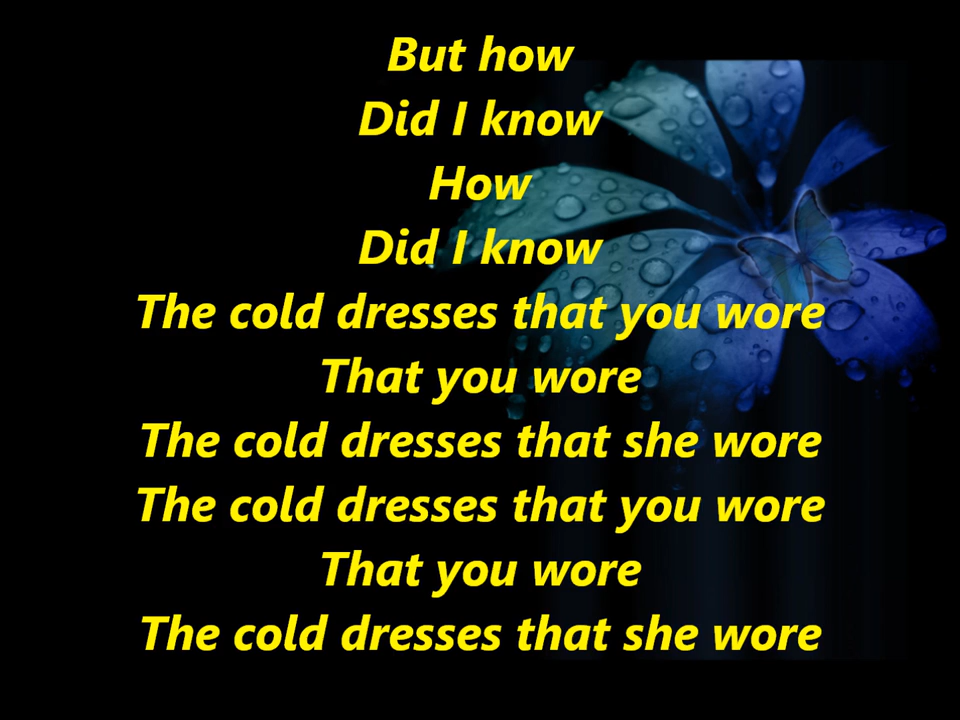 But how
Did I know
How
Did I know
The cold dresses that you wore
That you wore
The cold dresses that she wore
The cold dresses that you wore
That you wore
The cold dresses that she wore